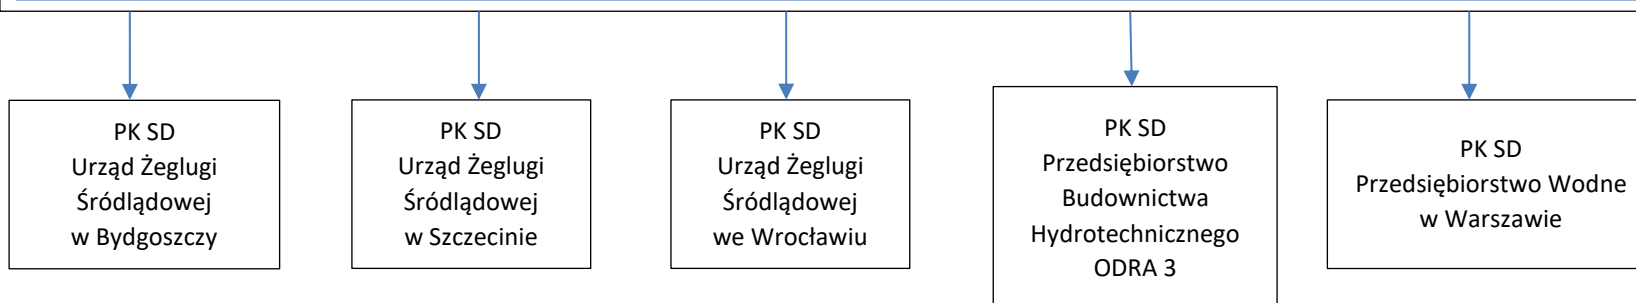 PK SD
Urząd Żeglugi
Śródlądowej
w Bydgoszczy
PK SD
Urząd Żeglugi
Śródlądowej
w Szczecinie
PK SD
Urząd Żeglugi
Śródlądowej
we Wrocławiu
PK SD
Przedsiębiorstwo
Budownictwa
Hydrotechnicznego
ODRA 3
PK SD
Przedsiębiorstwo Wodne
w Warszawie